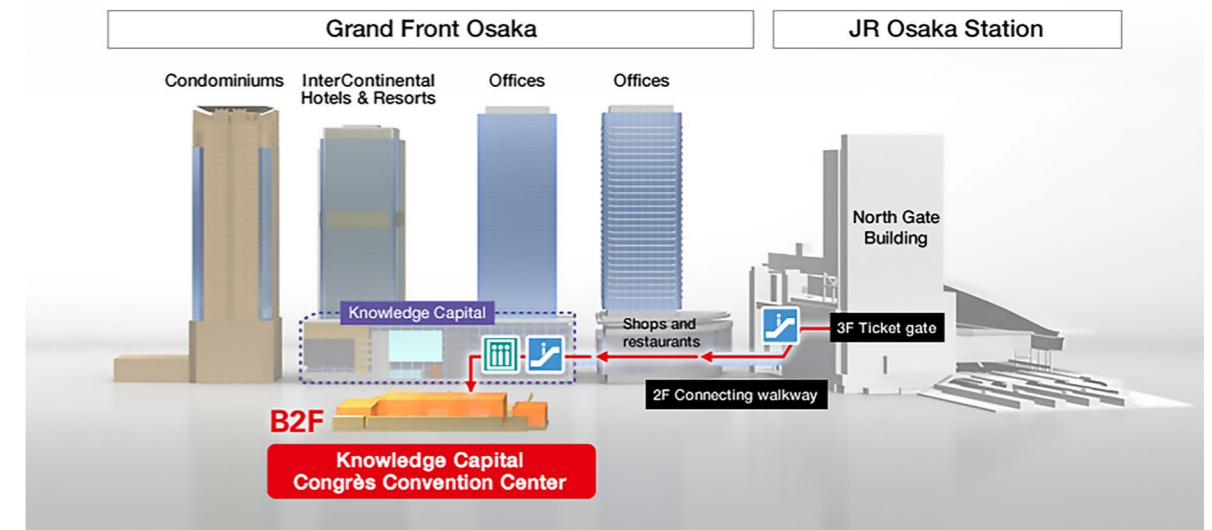 Grand Front Osaka
JR Osaka Station
Condominiums
InterContinental
Hotels & Resorts
Offices
Offices
North Gate
Building
Knowledge Capital
Shops and
restaurants
3F Ticket gate
2F Connecting walkway
B2F
Knowledge Capital
Congrès Convention Center